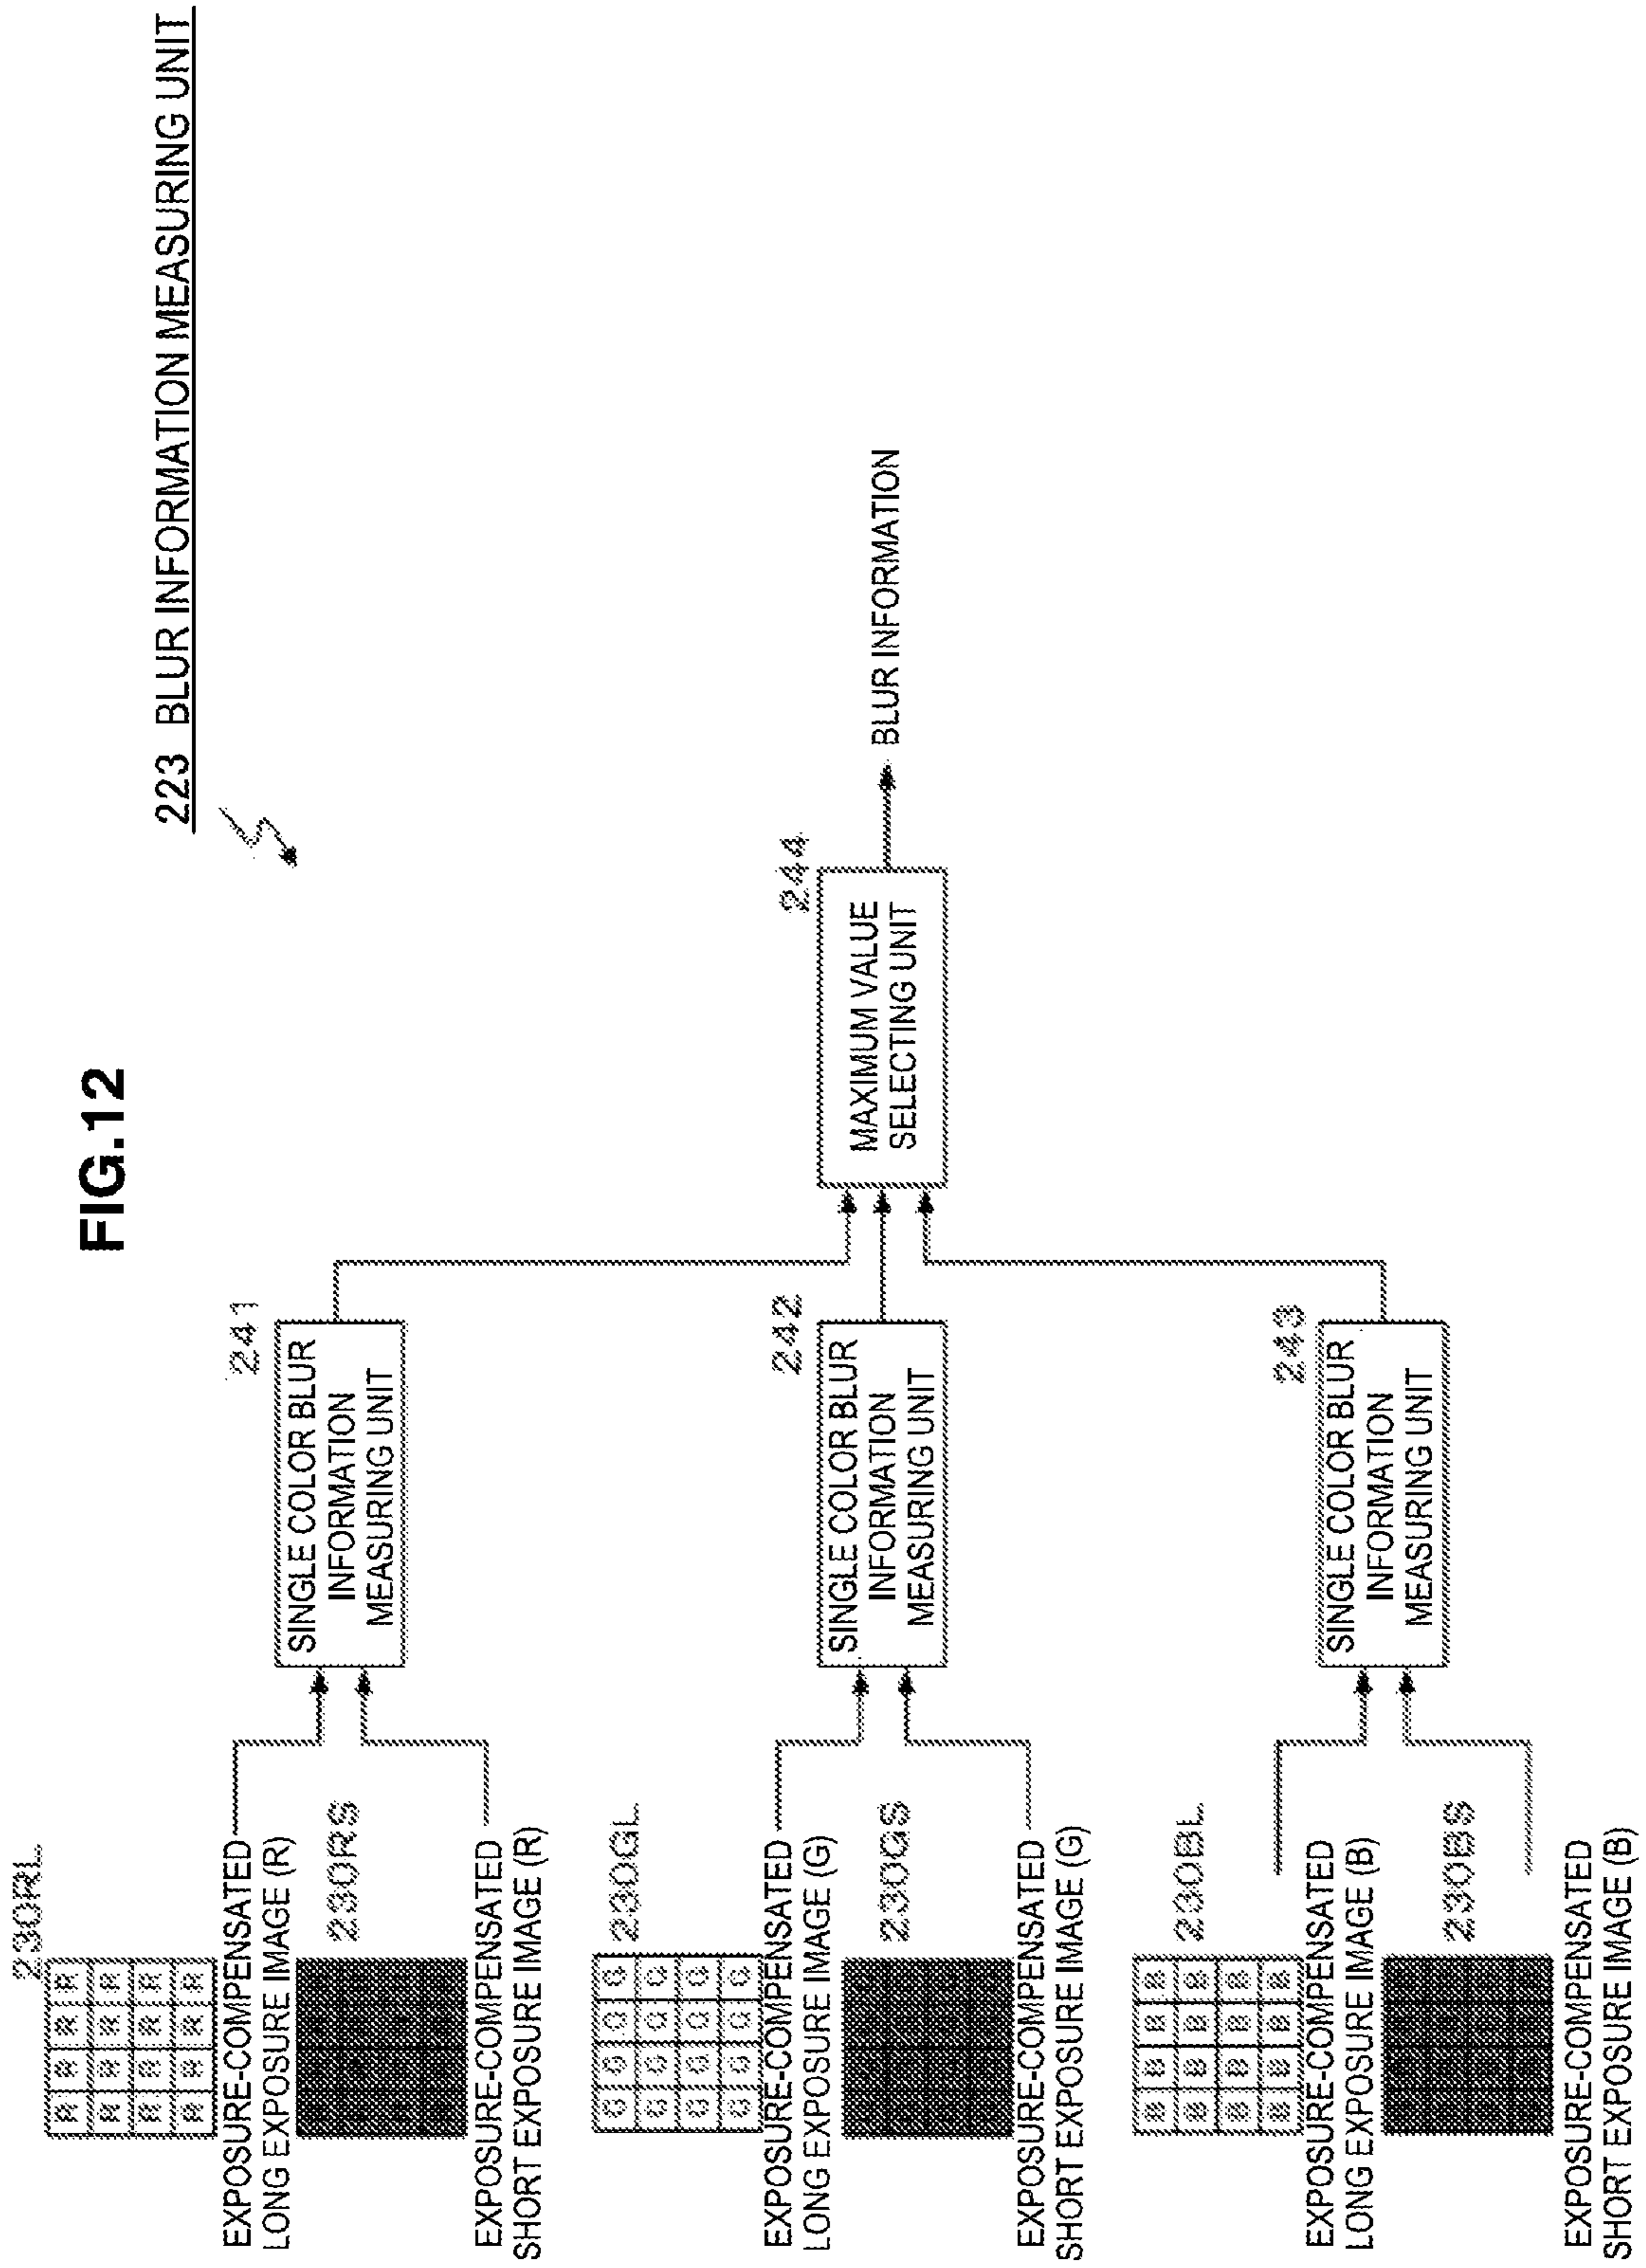 FIG.12
223 BLUR INFORMATION MEASURING UNIT
230RL
R R R R
R R R R
R R R R
R R R R
EXPOSURE-COMPENSATED
LONG EXPOSURE IMAGE (R)
230RS
EXPOSURE-COMPENSATED
SHORT EXPOSURE IMAGE (R)
241
SINGLE COLOR BLUR
INFORMATION
MEASURING UNIT
230GL
G G G G
G G G G
G G G G
G G G G
EXPOSURE-COMPENSATED
LONG EXPOSURE IMAGE (G)
230GS
EXPOSURE-COMPENSATED
SHORT EXPOSURE IMAGE (G)
242
SINGLE COLOR BLUR
INFORMATION
MEASURING UNIT
244
MAXIMUM VALUE
SELECTING UNIT
BLUR INFORMATION
230BL
B B B B
B B B B
B B B B
B B B B
EXPOSURE-COMPENSATED
LONG EXPOSURE IMAGE (B)
230BS
EXPOSURE-COMPENSATED
SHORT EXPOSURE IMAGE (B)
243
SINGLE COLOR BLUR
INFORMATION
MEASURING UNIT